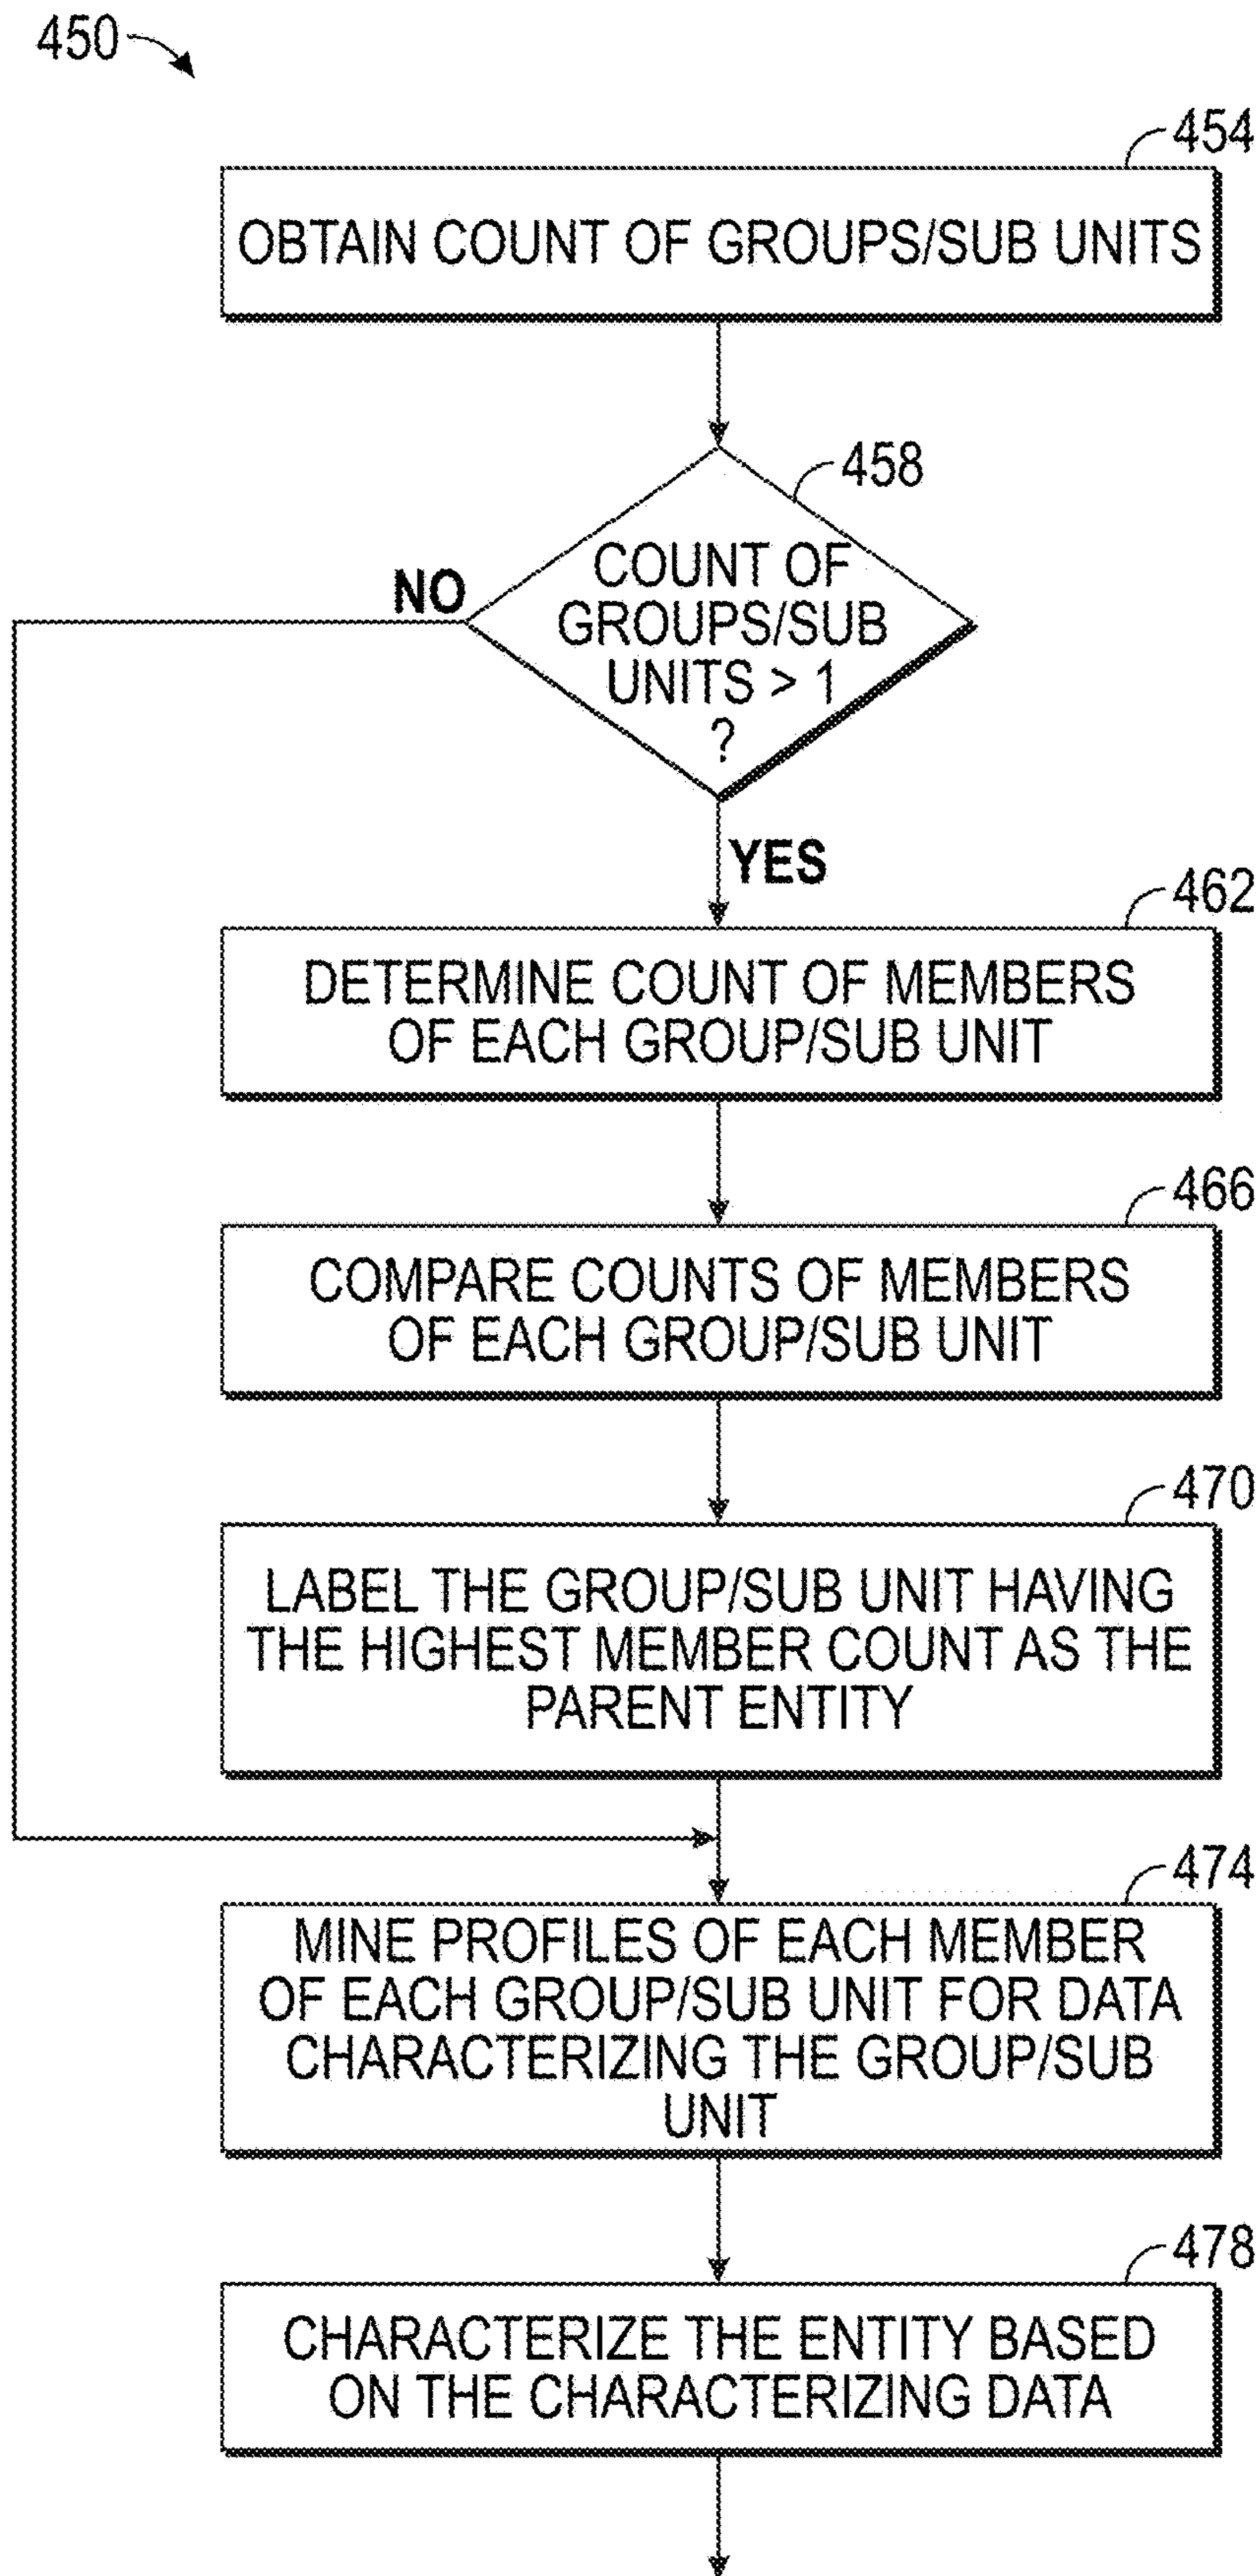 450
454
OBTAIN COUNT OF GROUPS/SUB UNITS
458
COUNT OF
GROUPS/SUB
UNITS > 1
?
NO
YES
462
DETERMINE COUNT OF MEMBERS
OF EACH GROUP/SUB UNIT
466
COMPARE COUNTS OF MEMBERS
OF EACH GROUP/SUB UNIT
470
LABEL THE GROUP/SUB UNIT HAVING
THE HIGHEST MEMBER COUNT AS THE
PARENT ENTITY
474
MINE PROFILES OF EACH MEMBER
OF EACH GROUP/SUB UNIT FOR DATA
CHARACTERIZING THE GROUP/SUB
UNIT
478
CHARACTERIZE THE ENTITY BASED
ON THE CHARACTERIZING DATA